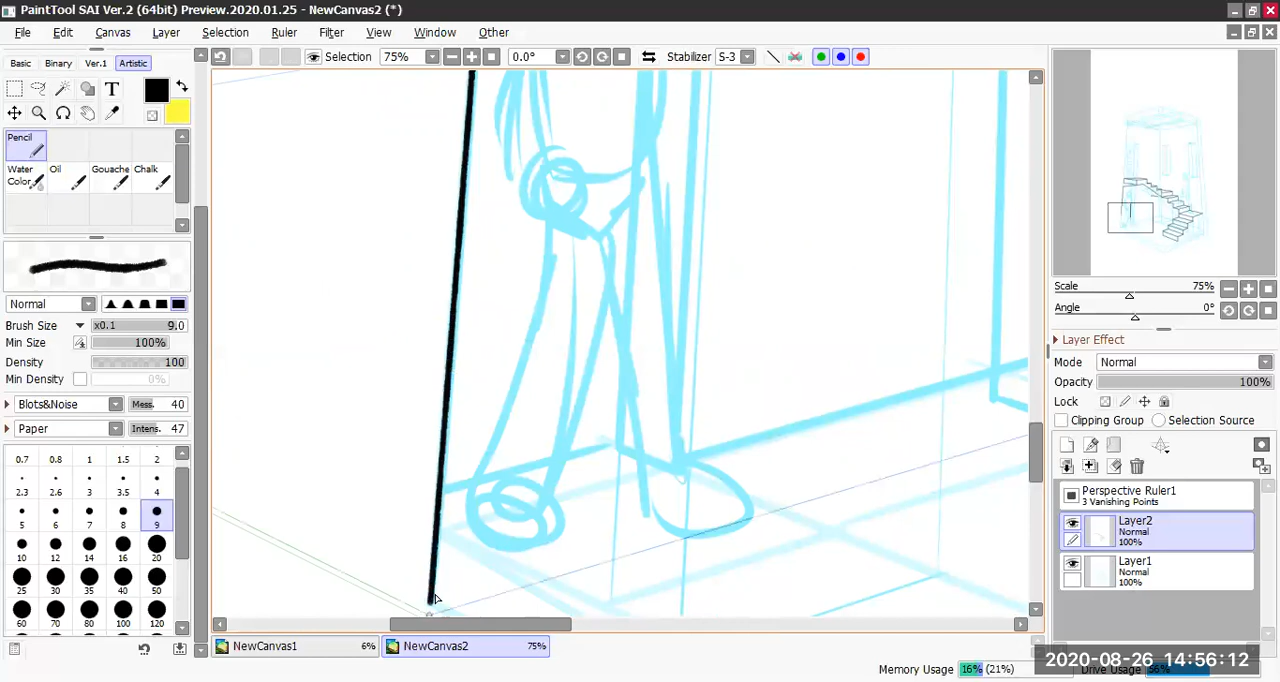 PaintTool SAI Ver.2 (64bit) Preview.2020.01.25 - NewCanvas2 (*)
File Edit Canvas Layer Selection Ruler Filter View Window Other
Basic Binary Ver.1 Artistic
Selection 75% 0.0° Stabilizer S-3
T
Pencil
Water Color Oil Gouache Chalk
Normal
Brush Size x0.1 9.0
Min Size 100%
Density 100
Min Density 0%
Blots&Noise Mess. 40
Paper Intens. 47
0.7 0.8 1 1.5 2
2.3 2.6 3 3.5 4
5 6 7 8 9
10 12 14 16 20
25 30 35 40 50
60 70 80 100 120
Scale 75%
Angle 0°
Layer Effect
Mode Normal
Opacity 100%
Lock
Clipping Group Selection Source
Perspective Ruler1
3 Vanishing Points
Layer2
Normal
100%
Layer1
Normal
100%
NewCanvas1 6% NewCanvas2 75%
Memory Usage 16% (21%) Drive Usage 56%
2020-08-26 14:56:12